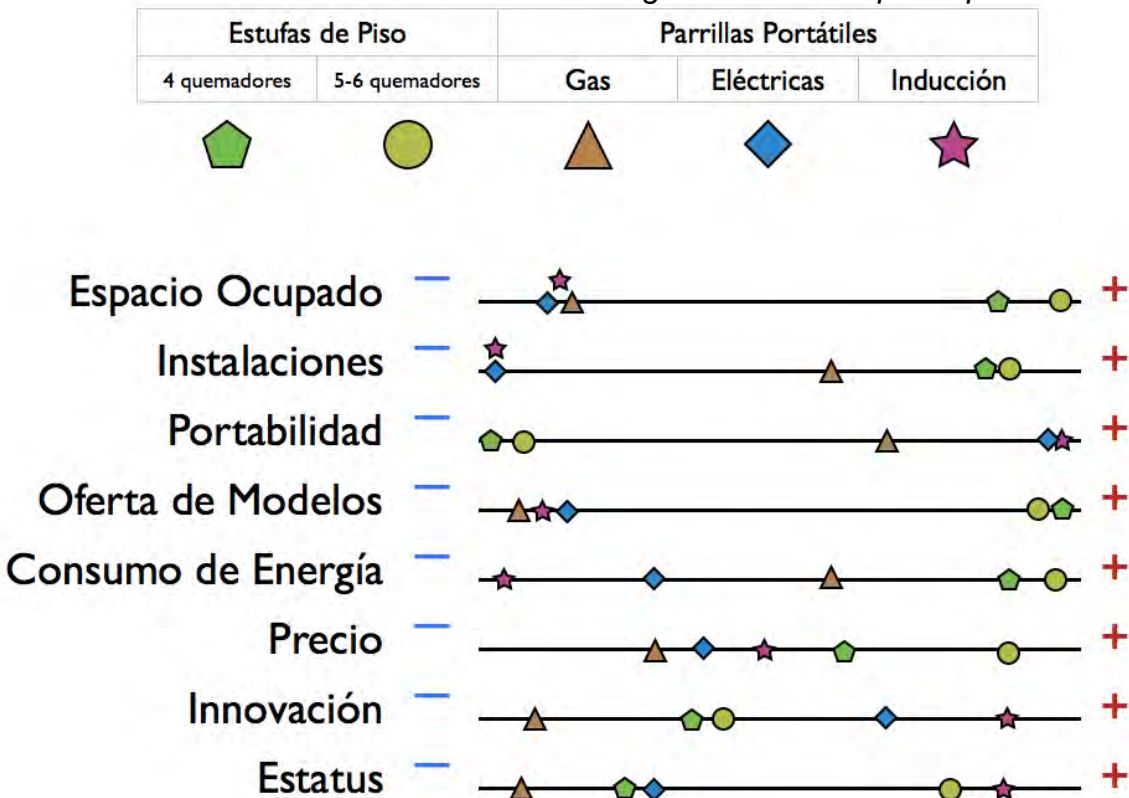 Estufas de Piso Parrillas Portátiles
4 quemadores 5-6 quemadores Gas Eléctricas Inducción
Espacio Ocupado − +
Instalaciones − +
Portabilidad − +
Oferta de Modelos − +
Consumo de Energía − +
Precio − +
Innovación − +
Estatus − +